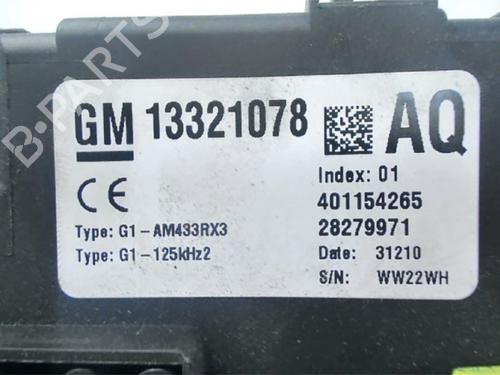 GM 13321078 AQ
CE
Index: 01
401154265
28279971
Type: G1-AM433RX3
Type: G1-125kHz2
Date: 31210
S/N: WW22WH
B-PARTS